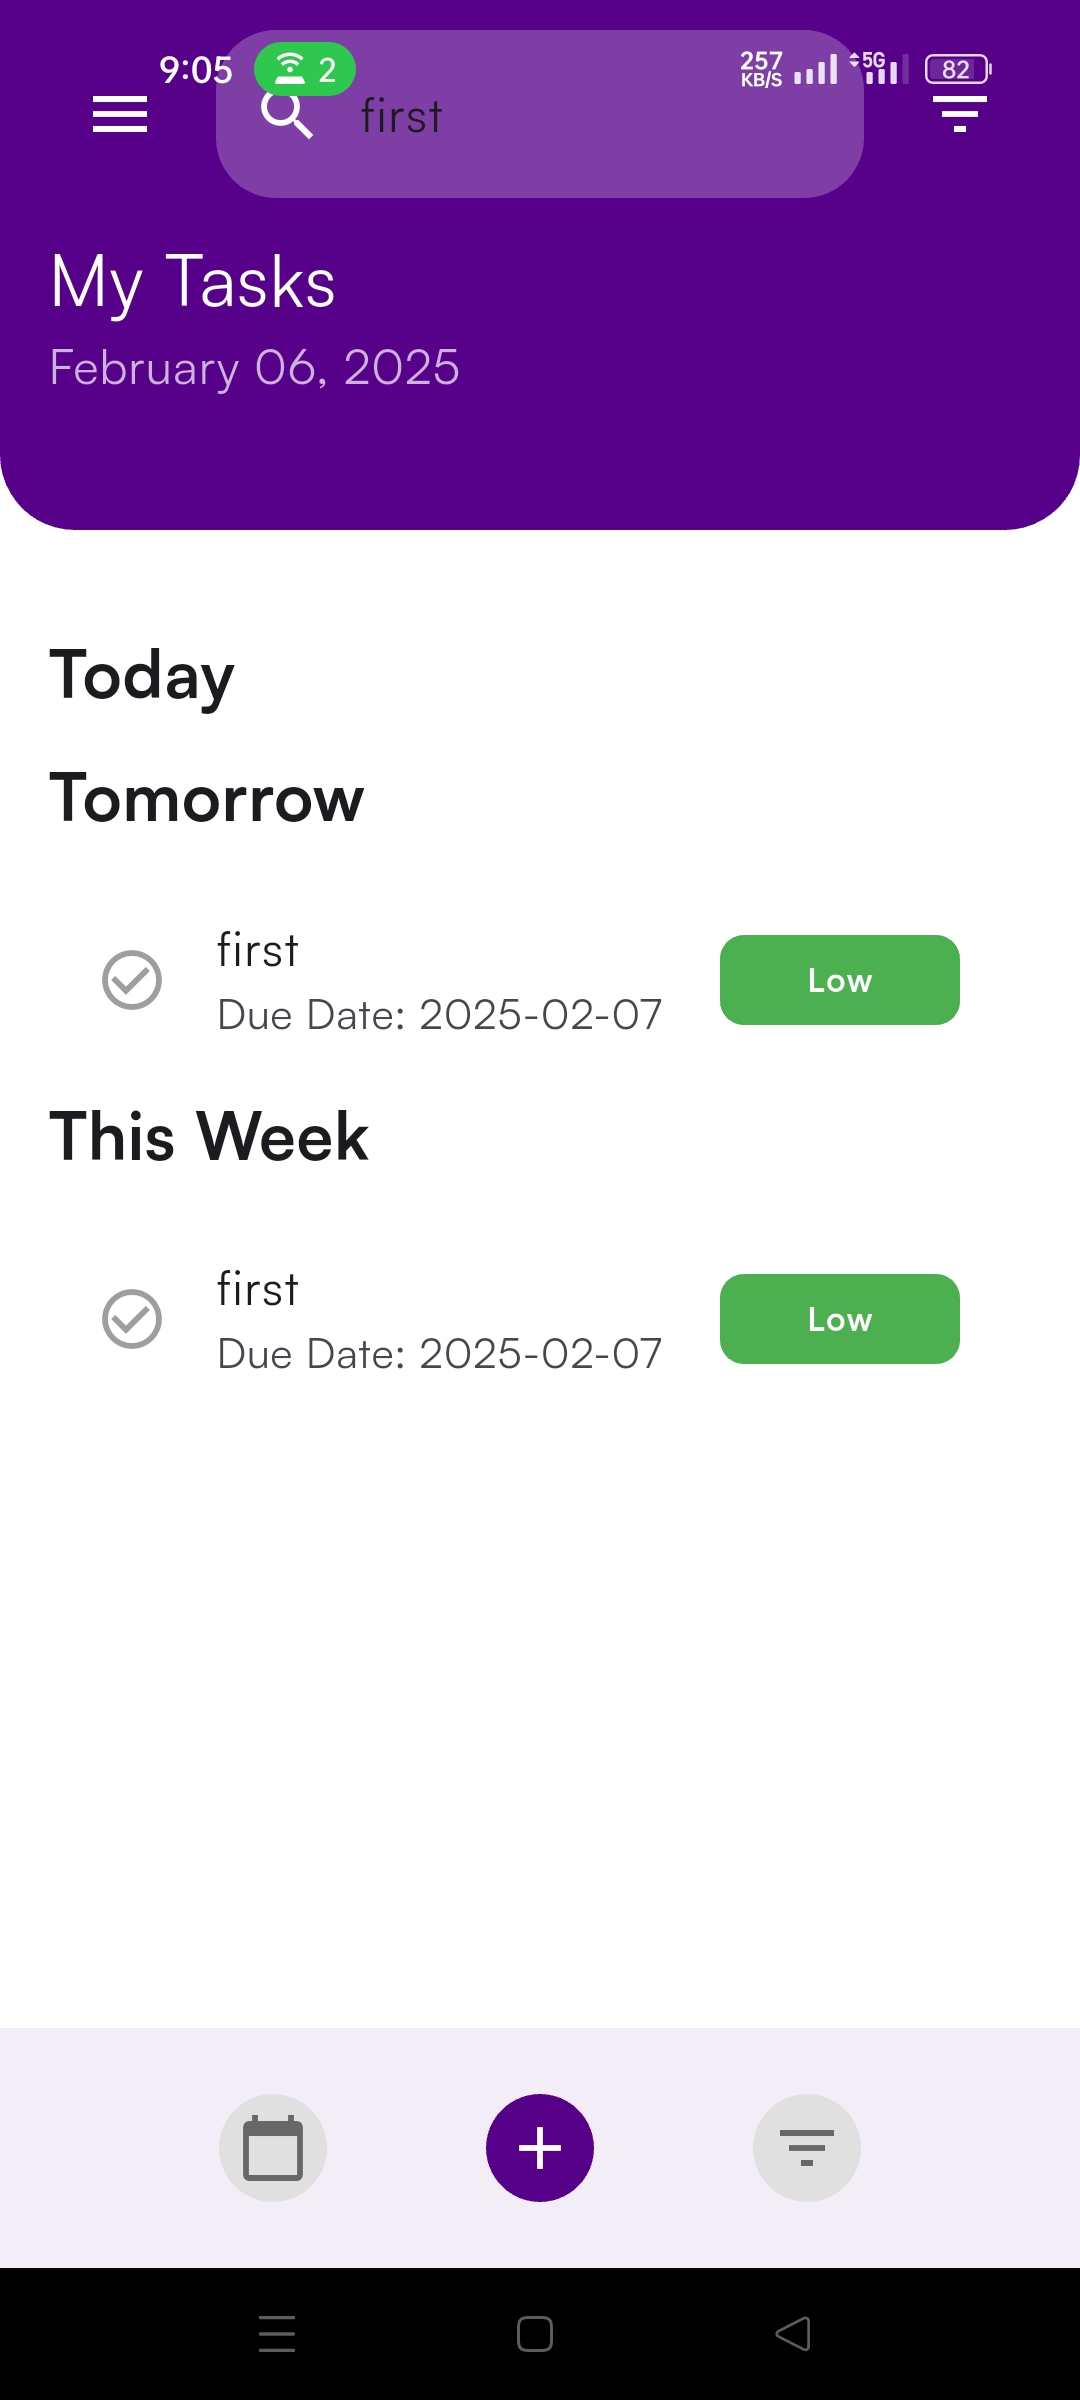 9:05 2 257 KB/S 5G 82
first
My Tasks
February 06, 2025
Today
Tomorrow
first
Due Date: 2025-02-07
Low
This Week
first
Due Date: 2025-02-07
Low